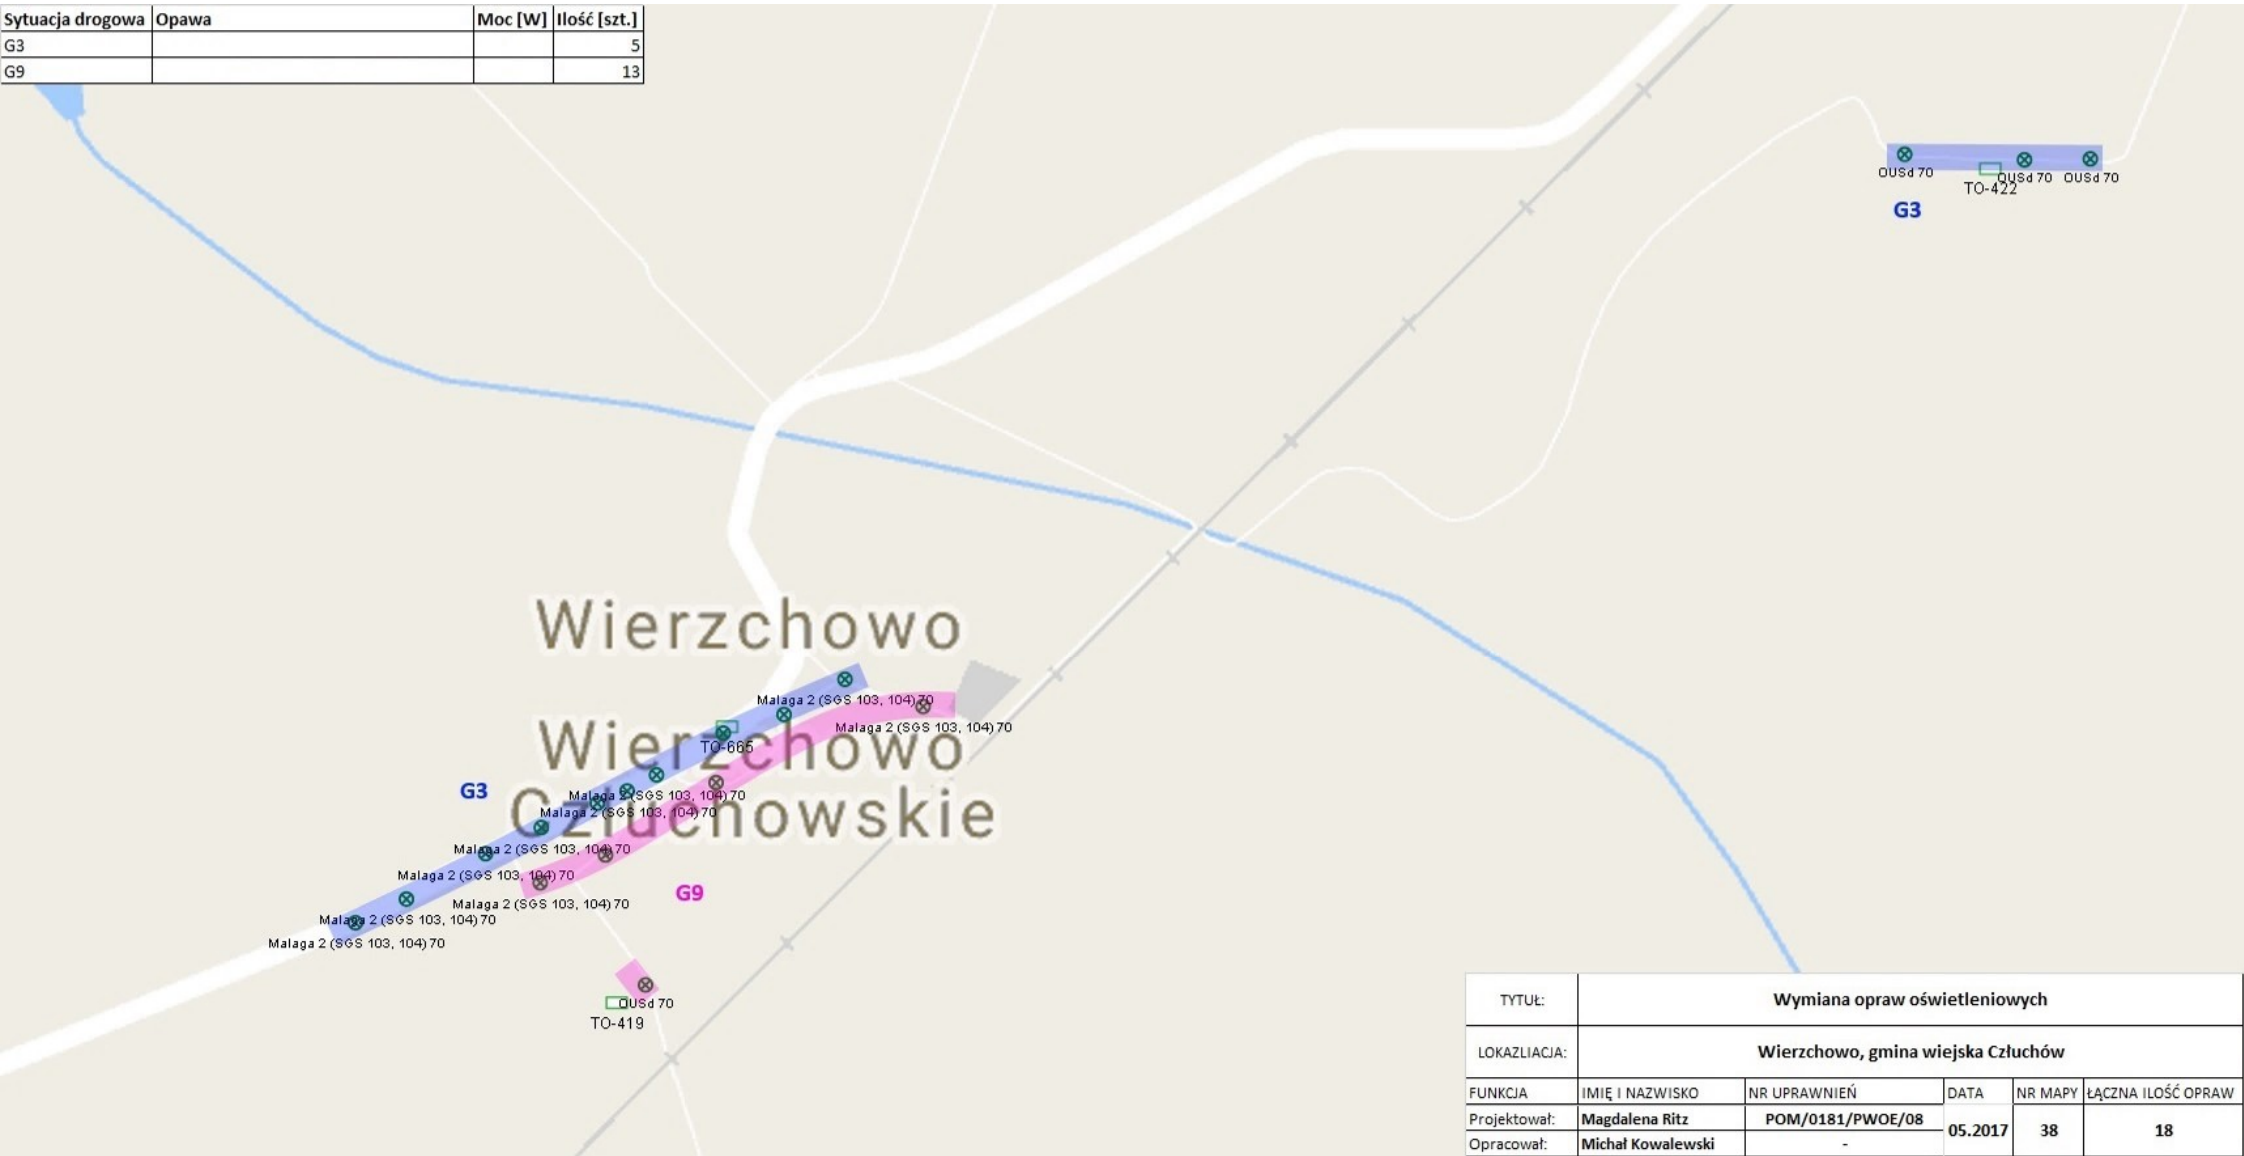 Sytuacja drogowa Opawa Moc [W] Ilość [szt.]
G3 5
G9 13
OUSd 70
TO-422
OUSd 70
OUSd 70
G3
Wierzchowo
Malaga 2 (SGS 103, 104) 70
Malaga 2 (SGS 103, 104) 70
TO-665
Wierzchowo
Człuchowskie
G3
Malaga 2 (SGS 103, 104) 70
Malaga 2 (SGS 103, 104) 70
Malaga 2 (SGS 103, 104) 70
Malaga 2 (SGS 103, 104) 70
G9
Malaga 2 (SGS 103, 104) 70
Malaga 2 (SGS 103, 104) 70
Malaga 2 (SGS 103, 104) 70
OUSd 70
TO-419
TYTUŁ: Wymiana opraw oświetleniowych
LOKAZLIACJA: Wierzchowo, gmina wiejska Człuchów
FUNKCJA IMIĘ I NAZWISKO NR UPRAWNIEŃ DATA NR MAPY ŁĄCZNA ILOŚĆ OPRAW
Projektował: Magdalena Ritz POM/0181/PWOE/08 05.2017 38 18
Opracował: Michał Kowalewski -